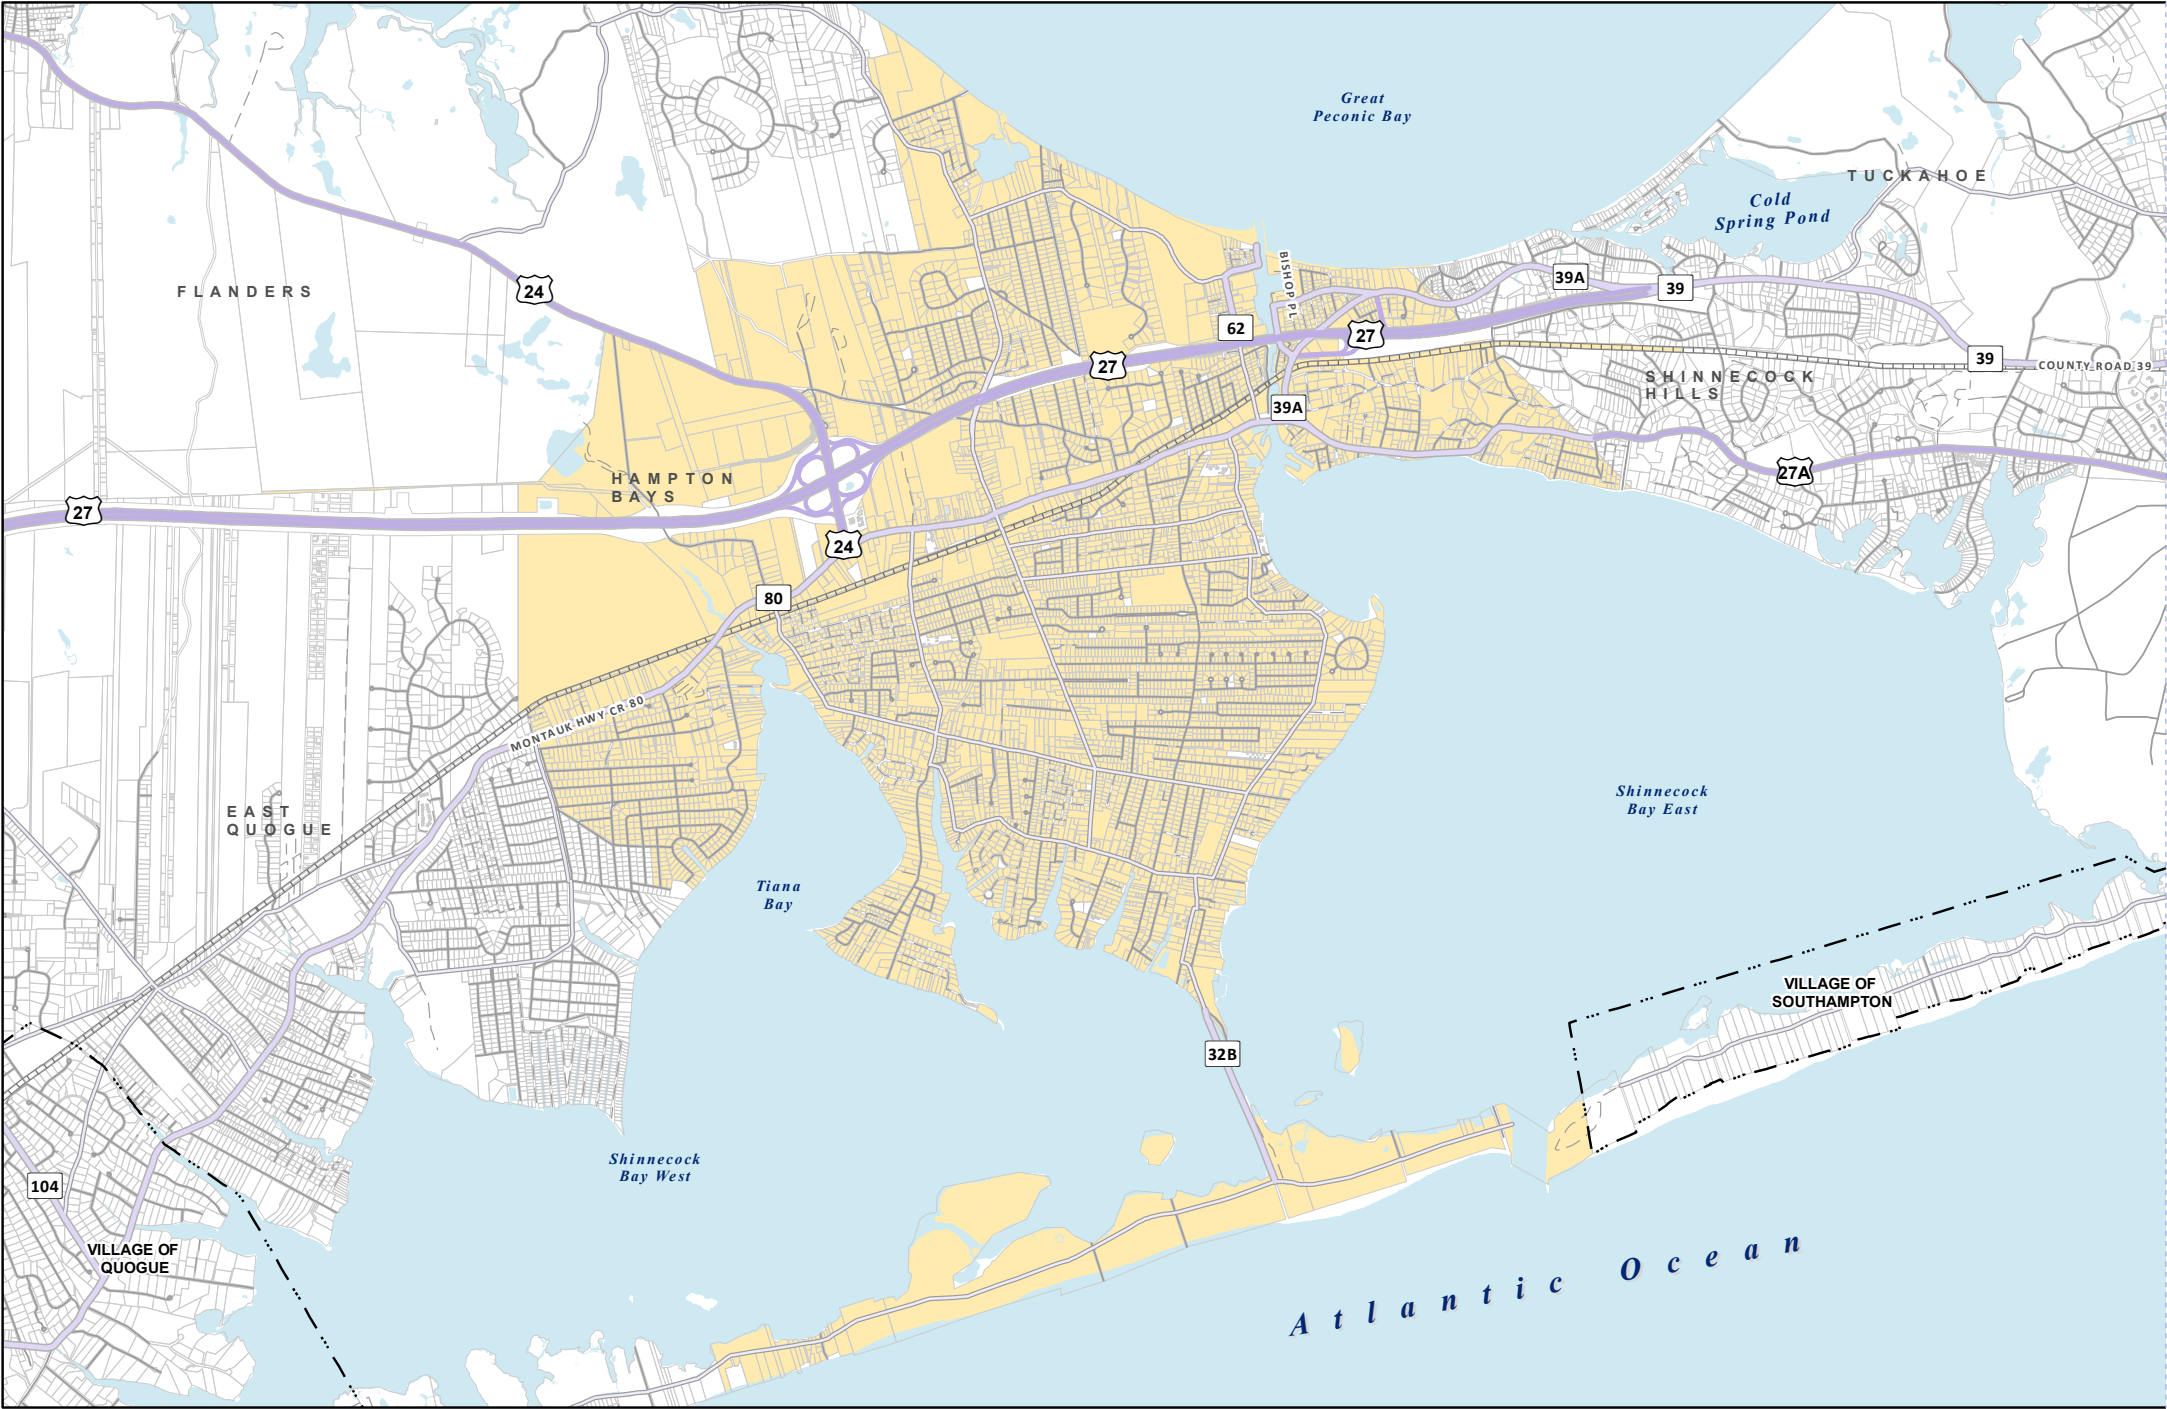 Great
Peconic Bay
TUCKAHOE
Cold
Spring Pond
BISHOP PL
39A
39
FLANDERS
24
62
27
27
39
COUNTY ROAD 39
SHINNECOCK
HILLS
39A
27A
HAMPTON
BAYS
27
24
80
MONTAUK HWY CR 80
EAST
QUOGUE
Shinnecock
Bay East
Tiana
Bay
VILLAGE OF
SOUTHAMPTON
32B
Shinnecock
Bay West
104
VILLAGE OF
QUOGUE
Atlantic Ocean